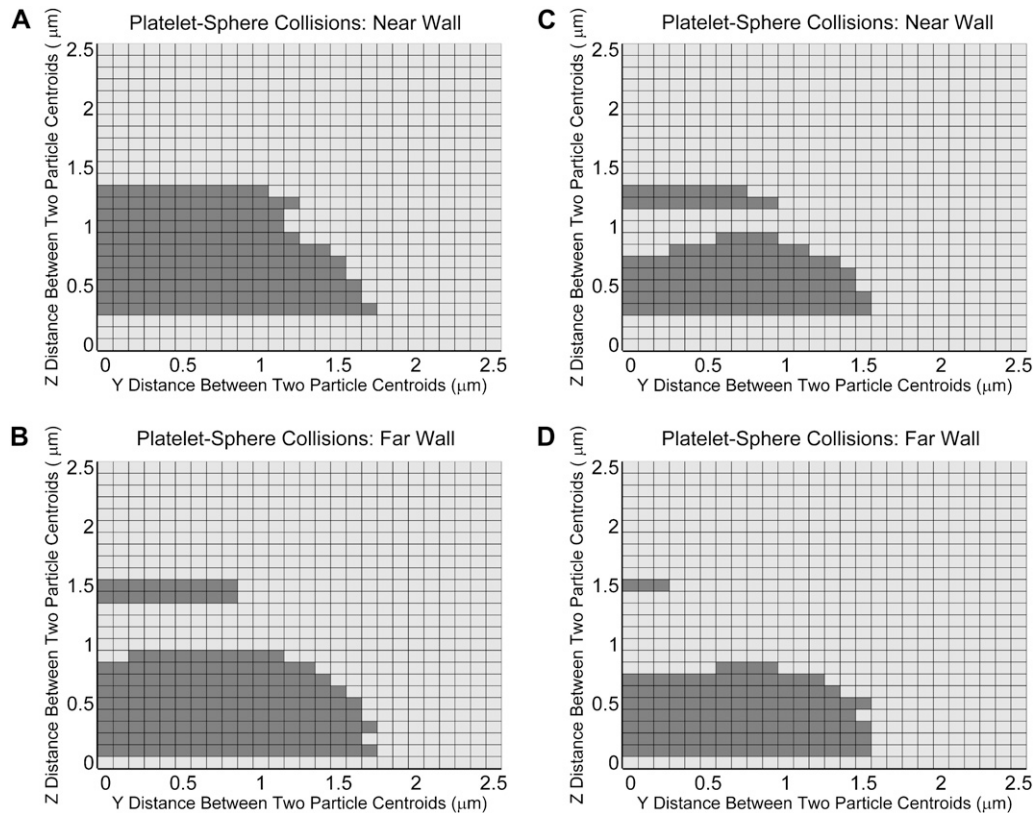 A
Platelet-Sphere Collisions: Near Wall
Z Distance Between Two Particle Centroids ( μm)
2.5
2
1.5
1
0.5
0
0 0.5 1 1.5 2 2.5
Y Distance Between Two Particle Centroids (μm)
C
Platelet-Sphere Collisions: Near Wall
Z Distance Between Two Particle Centroids ( μm)
2.5
2
1.5
1
0.5
0
0 0.5 1 1.5 2 2.5
Y Distance Between Two Particle Centroids (μm)
B
Platelet-Sphere Collisions: Far Wall
Z Distance Between Two Particle Centroids ( μm)
2.5
2
1.5
1
0.5
0
0 0.5 1 1.5 2 2.5
Y Distance Between Two Particle Centroids (μm)
D
Platelet-Sphere Collisions: Far Wall
Z Distance Between Two Particle Centroids ( μm)
2.5
2
1.5
1
0.5
0
0 0.5 1 1.5 2 2.5
Y Distance Between Two Particle Centroids (μm)